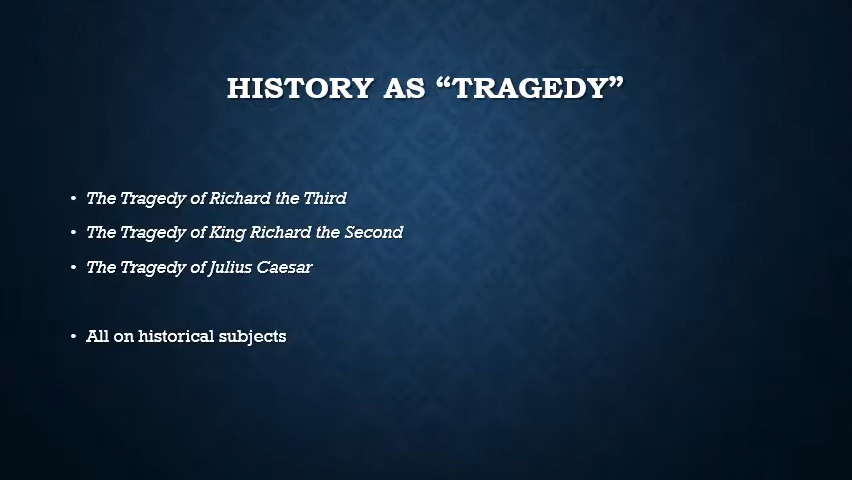 HISTORY AS “TRAGEDY”
• The Tragedy of Richard the Third
• The Tragedy of King Richard the Second
• The Tragedy of Julius Caesar
• All on historical subjects